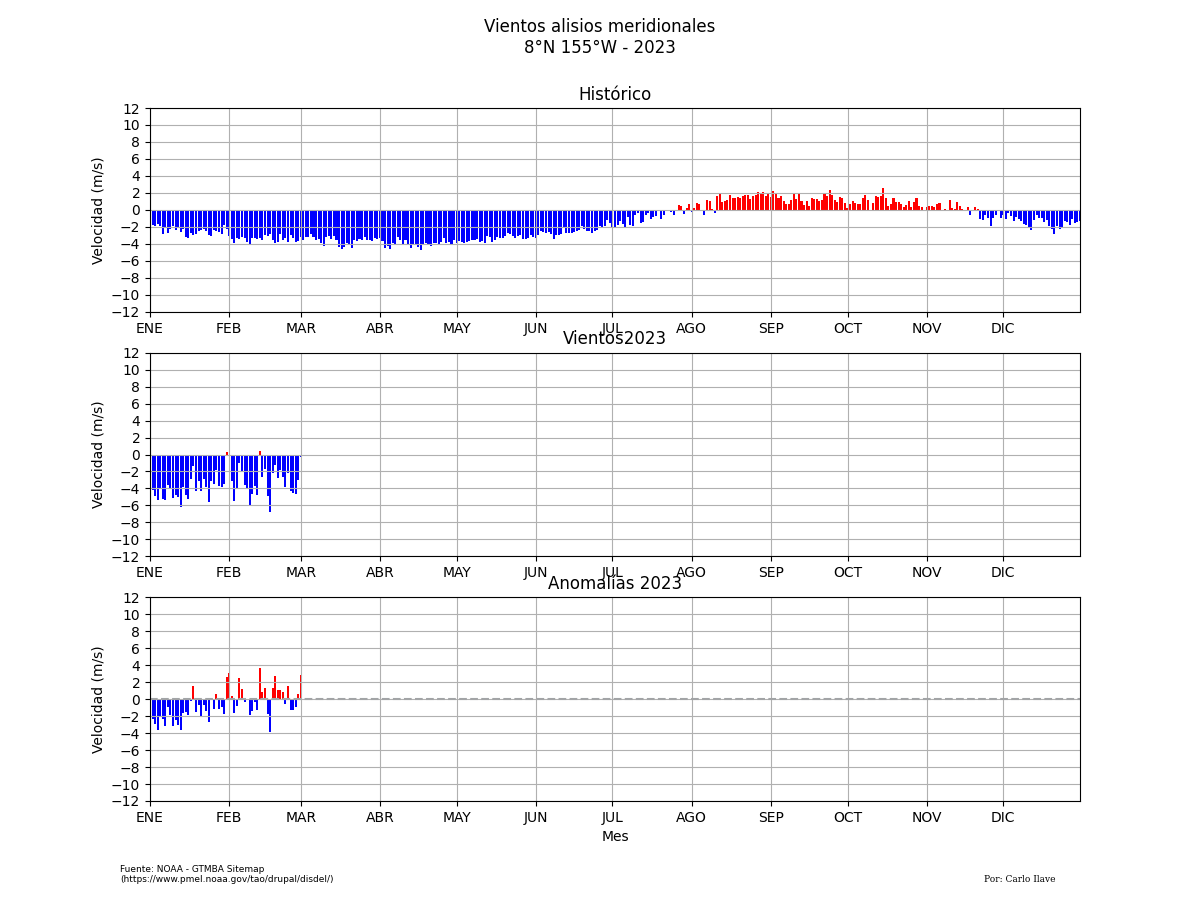 Vientos alisios meridionales
8°N 155°W - 2023
Histórico
12
10
8
6
4
2
0
−2
−4
−6
−8
−10
−12
Velocidad (m/s)
ENE FEB MAR ABR MAY JUN JUL AGO SEP OCT NOV DIC
Vientos2023
12
10
8
6
4
2
0
−2
−4
−6
−8
−10
−12
Velocidad (m/s)
ENE FEB MAR ABR MAY JUN JUL AGO SEP OCT NOV DIC
Anomalías 2023
12
10
8
6
4
2
0
−2
−4
−6
−8
−10
−12
Velocidad (m/s)
ENE FEB MAR ABR MAY JUN JUL AGO SEP OCT NOV DIC
Mes
Fuente: NOAA - GTMBA Sitemap
(https://www.pmel.noaa.gov/tao/drupal/disdel/)
Por: Carlo Ilave